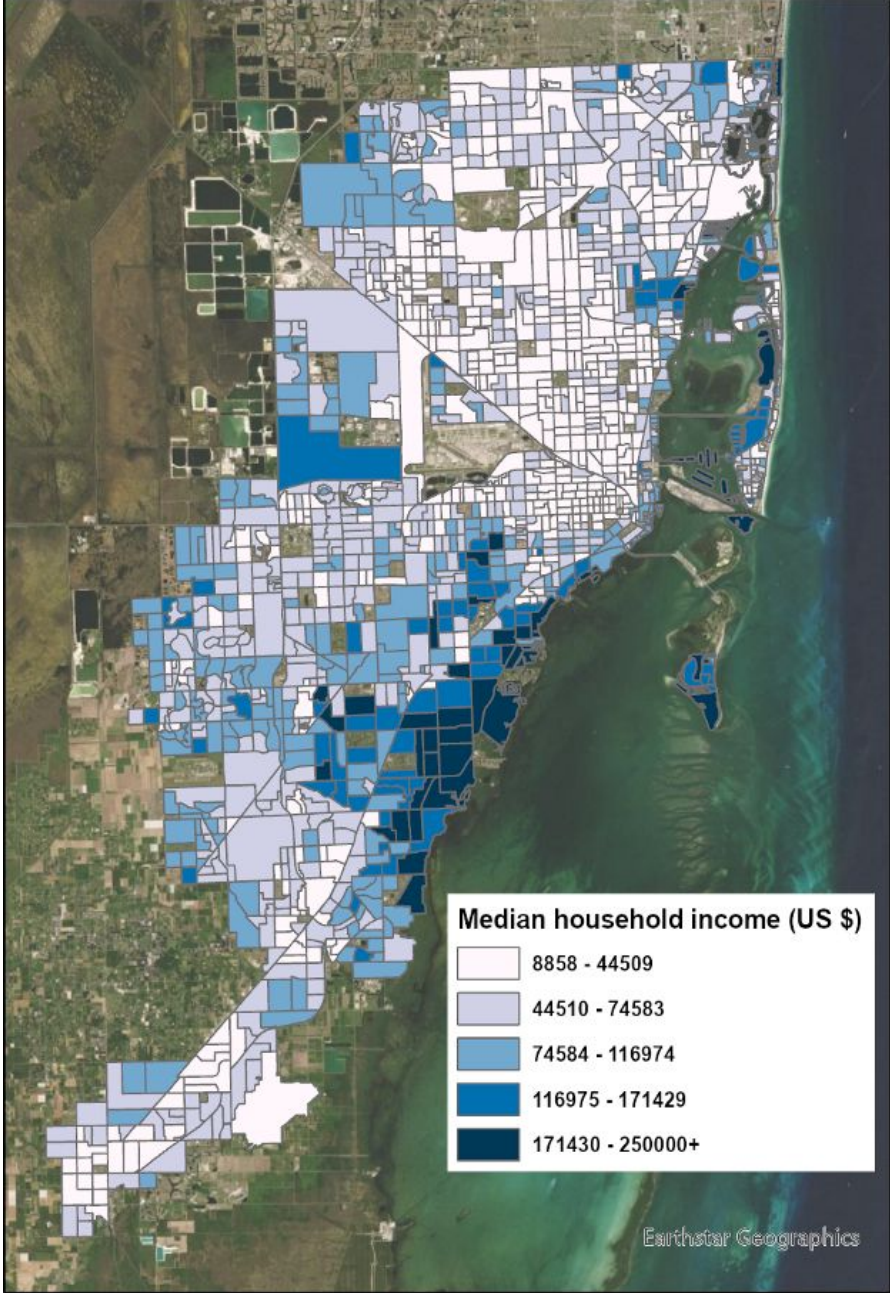 Median household income (US $)
8858 - 44509
44510 - 74583
74584 - 116974
116975 - 171429
171430 - 250000+
Earthstar Geographics